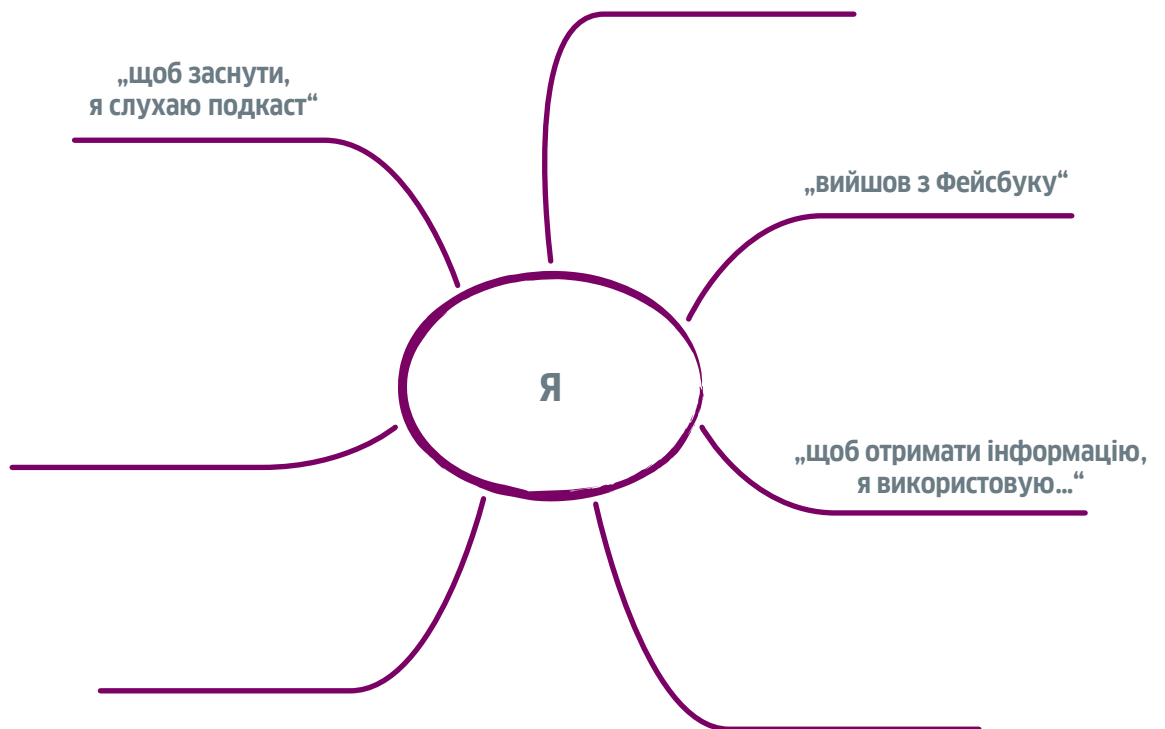 „щоб заснути,
я слухаю подкаст“
„вийшов з Фейсбуку“
Я
„щоб отримати інформацію,
я використовую...“